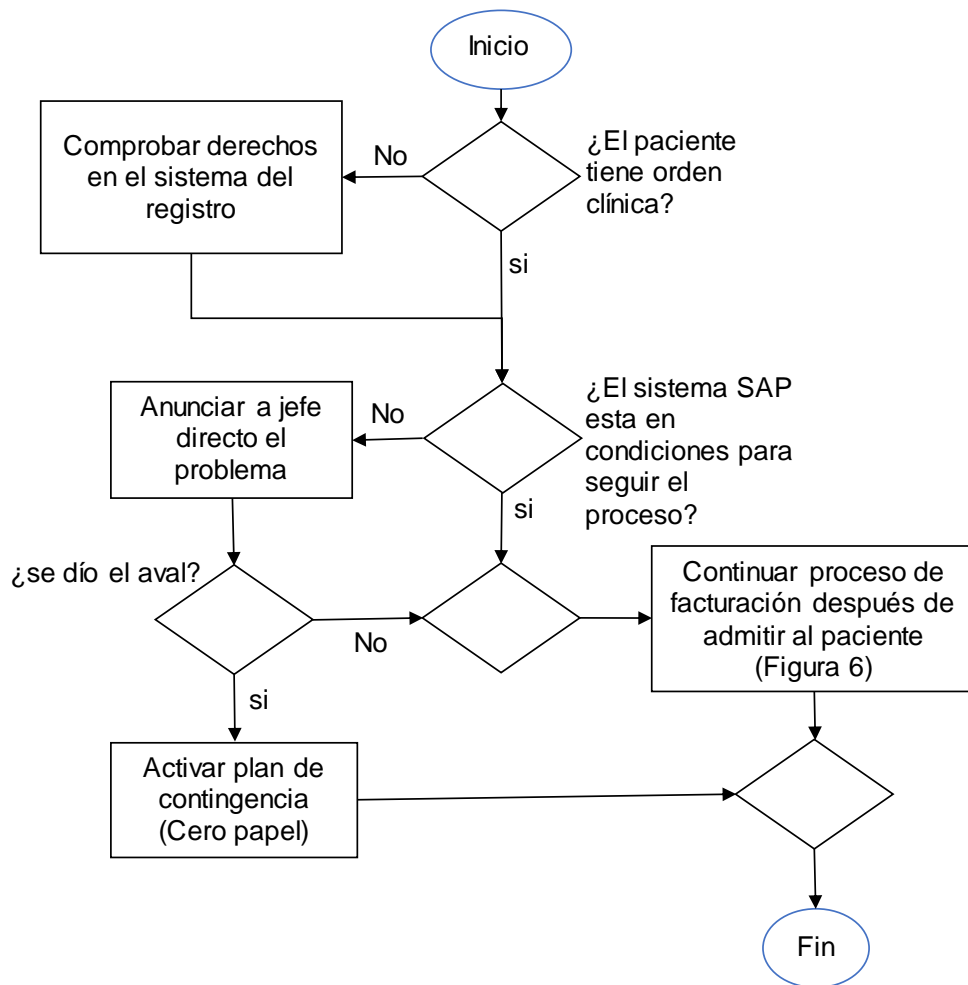 Inicio
¿El paciente
tiene orden
clínica?
No
Comprobar derechos
en el sistema del
registro
si
¿El sistema SAP
esta en
condiciones para
seguir el
proceso?
No
Anunciar a jefe
directo el
problema
si
¿se dío el aval?
No
Continuar proceso de
facturación después de
admitir al paciente
(Figura 6)
si
Activar plan de
contingencia
(Cero papel)
Fin